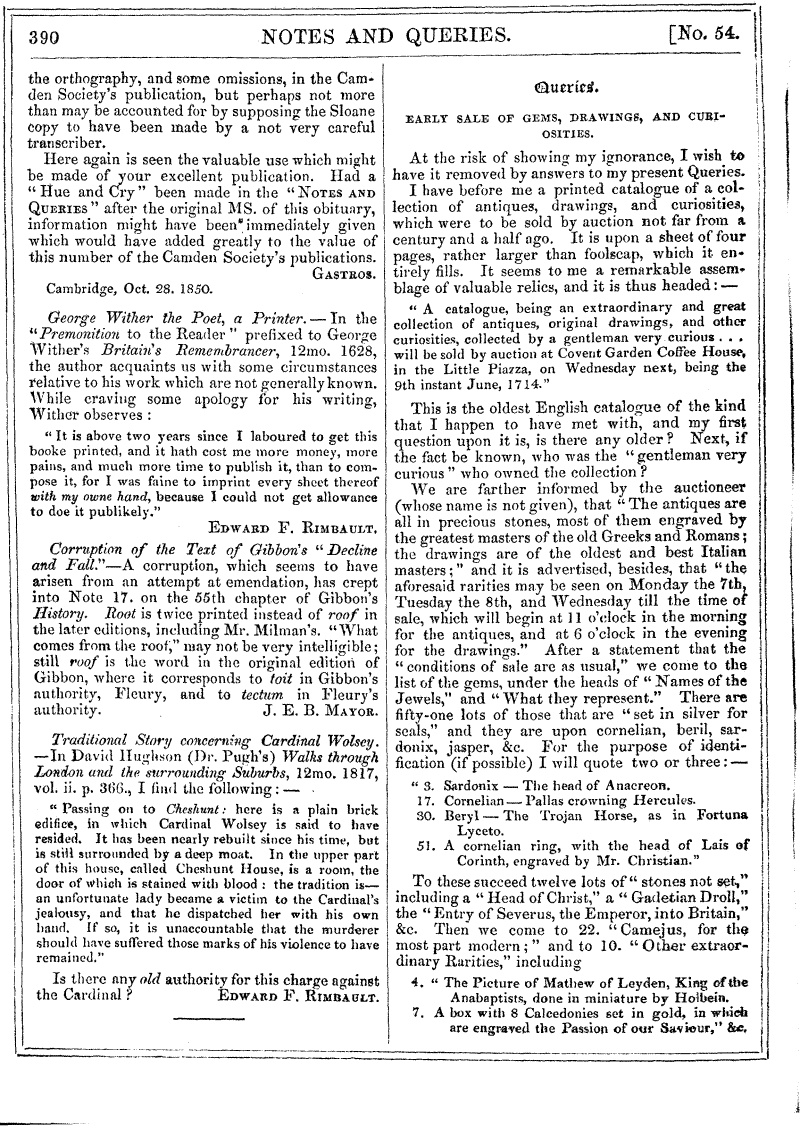 390 NOTES AND QUERIES. [No. 54.
the orthography, and some omissions, in the Cam-
den Society's publication, but perhaps not more
than may be accounted for by supposing the Sloane
copy to have been made by a not very careful
transcriber.
Here again is seen the valuable use which might
be made of your excellent publication. Had a
"Hue and Cry" been made in the "NOTES AND
QUERIES" after the original MS. of this obituary,
information might have been immediately given
which would have added greatly to the value of
this number of the Camden Society's publications.
GASTROS.
Cambridge, Oct. 28. 1850.
George Wither the Poet, a Printer. — In the
"Premonition to the Reader" prefixed to George
Wither's Britain's Remembrancer, 12mo. 1628,
the author acquaints us with some circumstances
relative to his work which are not generally known.
While craving some apology for his writing,
Wither observes:
"It is above two years since I laboured to get this
booke printed, and it hath cost me more money, more
pains, and much more time to publish it, than to com-
pose it, for I was faine to imprint every sheet thereof
with my owne hand, because I could not get allowance
to doe it publikely."
EDWARD F. RIMBAULT.
Corruption of the Text of Gibbon's "Decline
and Fall."—A corruption, which seems to have
arisen from an attempt at emendation, has crept
into Note 17. on the 55th chapter of Gibbon's
History. Root is twice printed instead of roof in
the later editions, including Mr. Milman's. "What
comes from the roof," may not be very intelligible;
still roof is the word in the original edition of
Gibbon, where it corresponds to toit in Gibbon's
authority, Fleury, and to tectum in Fleury's
authority. J. E. B. MAYOR.
Traditional Story concerning Cardinal Wolsey.
—In David Hughson (Dr. Pugh's) Walks through
London and the surrounding Suburbs, 12mo. 1817,
vol. ii. p. 366., I find the following: —
"Passing on to Cheshunt: here is a plain brick
edifice, in which Cardinal Wolsey is said to have
resided. It has been nearly rebuilt since his time, but
is still surrounded by a deep moat. In the upper part
of this house, called Cheshunt House, is a room, the
door of which is stained with blood: the tradition is—
an unfortunate lady became a victim to the Cardinal's
jealousy, and that he dispatched her with his own
hand. If so, it is unaccountable that the murderer
should have suffered those marks of his violence to have
remained."
Is there any old authority for this charge against
the Cardinal? EDWARD F. RIMBAULT.
Queries.
EARLY SALE OF GEMS, DRAWINGS, AND CURI-
OSITIES.
At the risk of showing my ignorance, I wish to
have it removed by answers to my present Queries.
I have before me a printed catalogue of a col-
lection of antiques, drawings, and curiosities,
which were to be sold by auction not far from a
century and a half ago. It is upon a sheet of four
pages, rather larger than foolscap, which it en-
tirely fills. It seems to me a remarkable assem-
blage of valuable relics, and it is thus headed: —
"A catalogue, being an extraordinary and great
collection of antiques, original drawings, and other
curiosities, collected by a gentleman very curious . . .
will be sold by auction at Covent Garden Coffee House,
in the Little Piazza, on Wednesday next, being the
9th instant June, 1714."
This is the oldest English catalogue of the kind
that I happen to have met with, and my first
question upon it is, is there any older? Next, if
the fact be known, who was the "gentleman very
curious" who owned the collection?
We are farther informed by the auctioneer
(whose name is not given), that "The antiques are
all in precious stones, most of them engraved by
the greatest masters of the old Greeks and Romans;
the drawings are of the oldest and best Italian
masters;" and it is advertised, besides, that "the
aforesaid rarities may be seen on Monday the 7th,
Tuesday the 8th, and Wednesday till the time of
sale, which will begin at 11 o'clock in the morning
for the antiques, and at 6 o'clock in the evening
for the drawings." After a statement that the
"conditions of sale are as usual," we come to the
list of the gems, under the heads of "Names of the
Jewels," and "What they represent." There are
fifty-one lots of those that are "set in silver for
seals," and they are upon cornelian, beril, sar-
donix, jasper, &c. For the purpose of identi-
fication (if possible) I will quote two or three: —
"3. Sardonix — The head of Anacreon.
17. Cornelian — Pallas crowning Hercules.
30. Beryl — The Trojan Horse, as in Fortuna
Lyceto.
51. A cornelian ring, with the head of Lais of
Corinth, engraved by Mr. Christian."
To these succeed twelve lots of "stones not set,"
including a "Head of Christ," a "Gadetian Droll,"
the "Entry of Severus, the Emperor, into Britain,"
&c. Then we come to 22. "Camejus, for the
most part modern;" and to 10. "Other extraor-
dinary Rarities," including
4. "The Picture of Mathew of Leyden, King of the
Anabaptists, done in miniature by Holbein.
7. A box with 8 Calcedonies set in gold, in which
are engraved the Passion of our Saviour," &c.